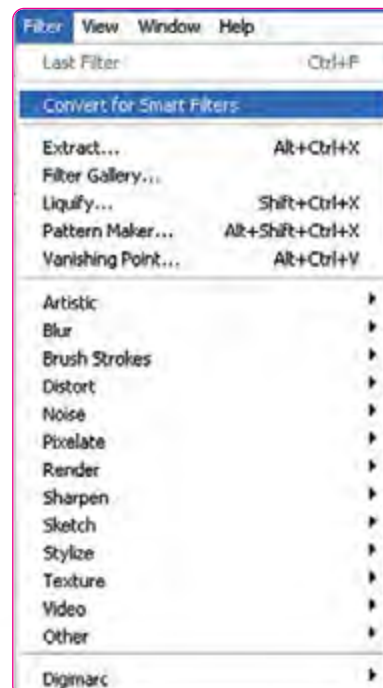 Filter View Window Help
Last Filter Ctrl+F
Convert for Smart Filters
Extract... Alt+Ctrl+X
Filter Gallery...
Liquify... Shift+Ctrl+X
Pattern Maker... Alt+Shift+Ctrl+X
Vanishing Point... Alt+Ctrl+V
Artistic
Blur
Brush Strokes
Distort
Noise
Pixelate
Render
Sharpen
Sketch
Stylize
Texture
Video
Other
Digimarc